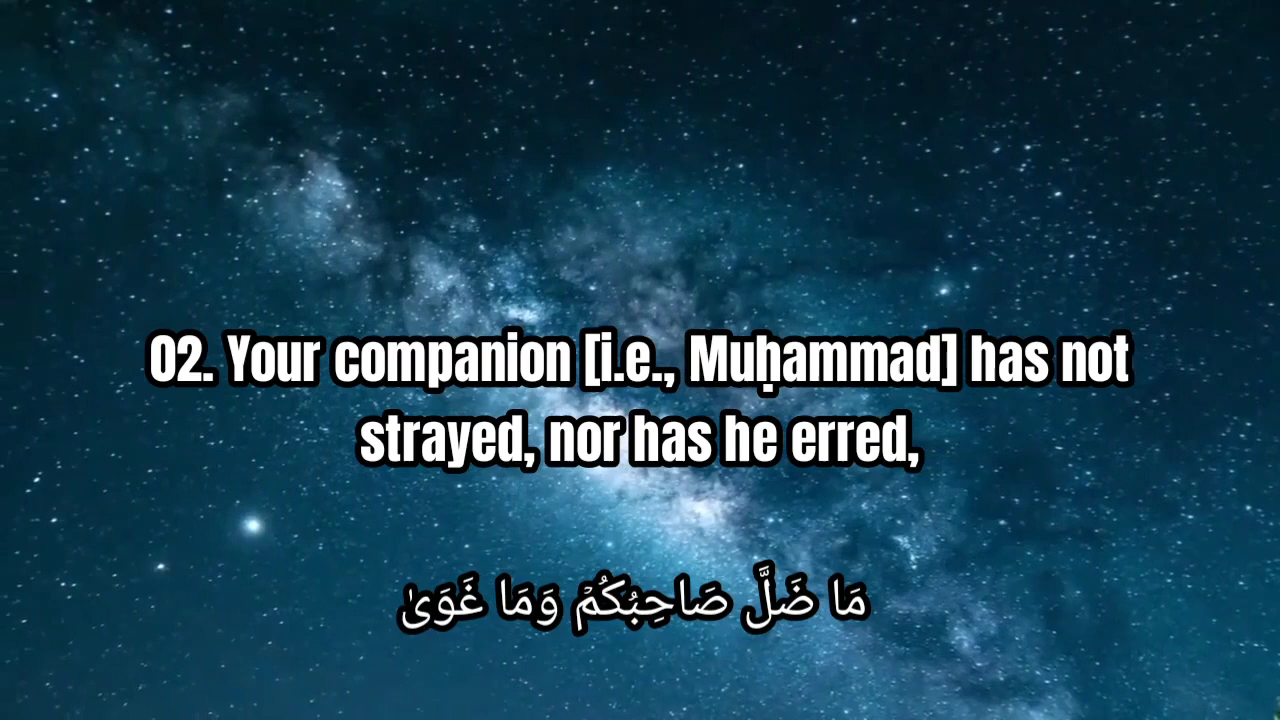 02. Your companion [i.e., Muḥammad] has not
strayed, nor has he erred,
مَا ضَلَّ صَاحِبُكُمْ وَمَا غَوَىٰ